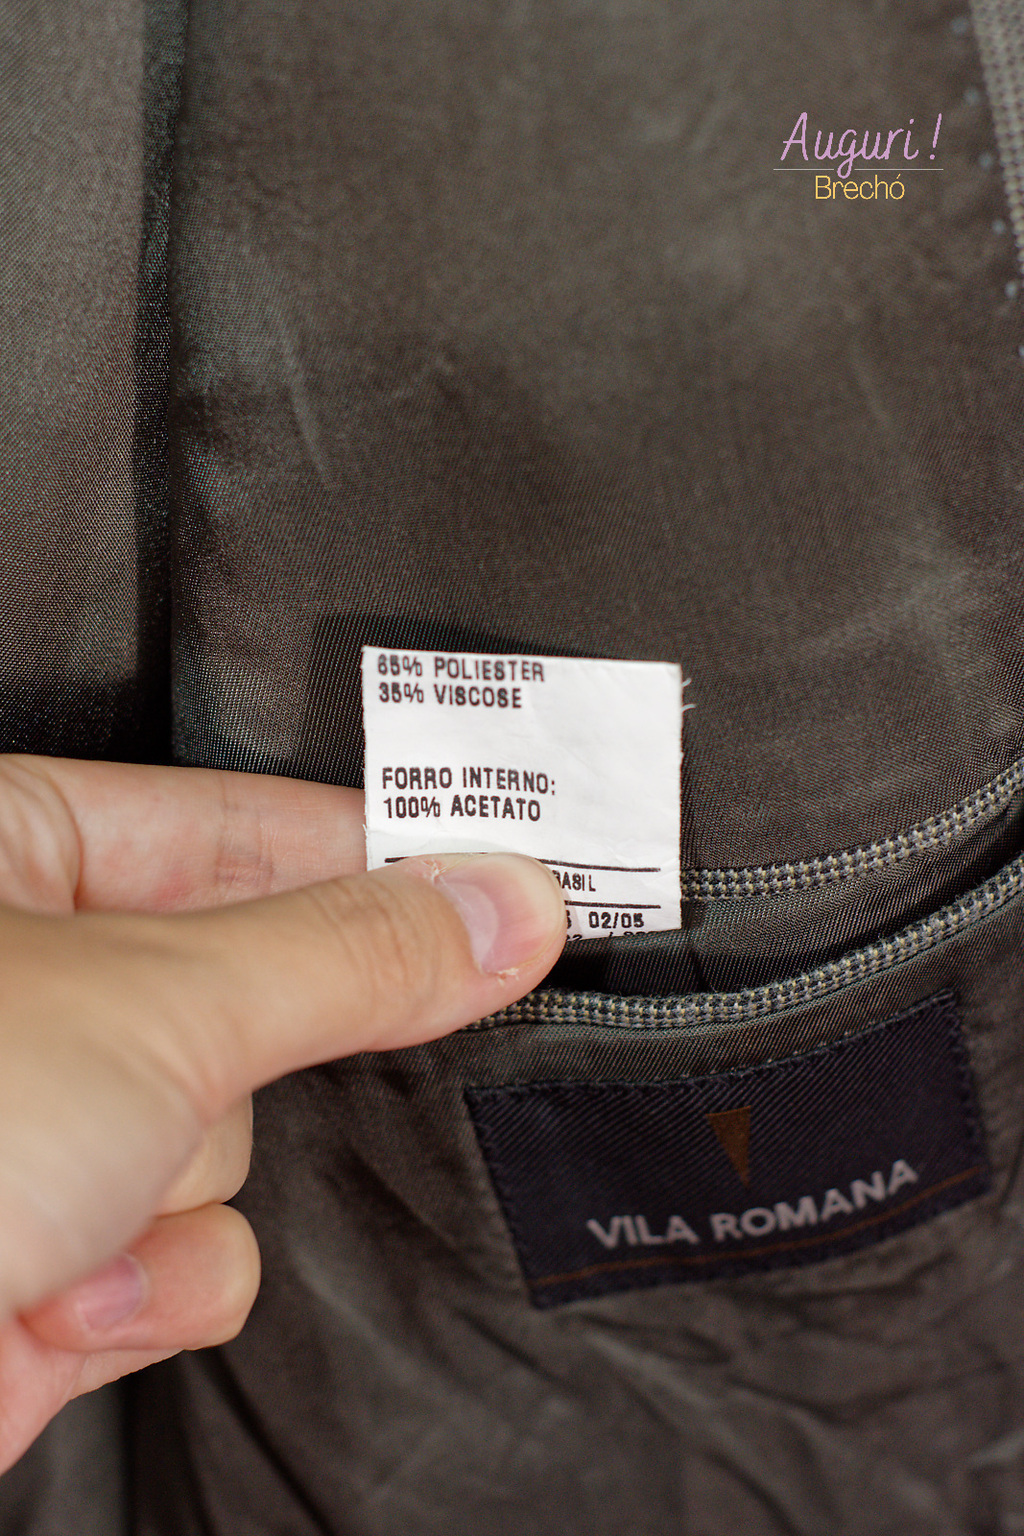 Auguri!
Brechó
65% POLIESTER
35% VISCOSE
FORRO INTERNO:
100% ACETATO
02/05
VILA ROMANA